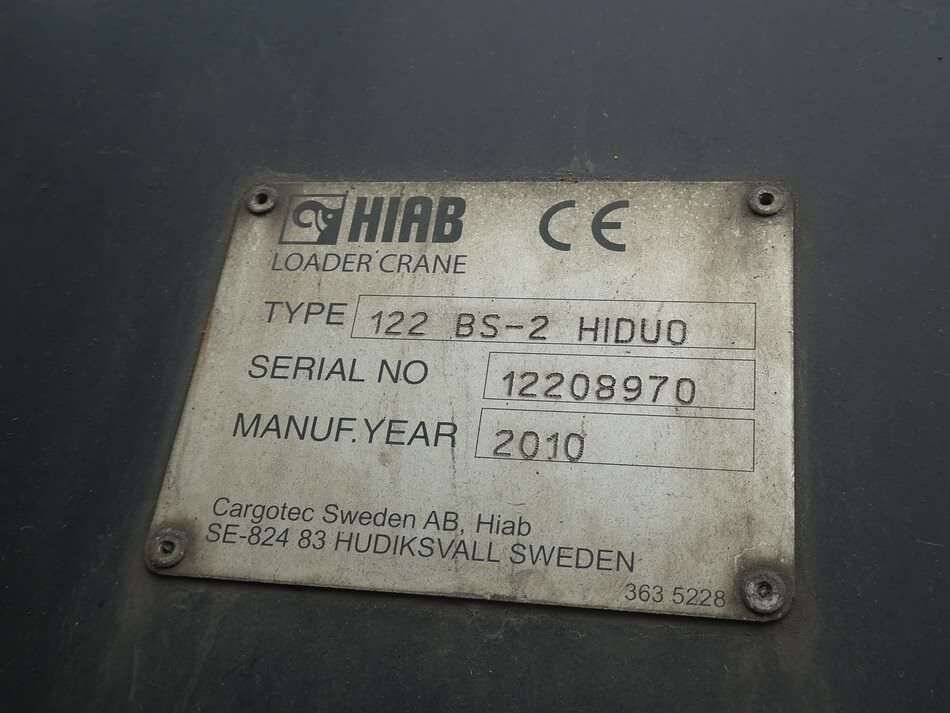 HIAB CE
LOADER CRANE
TYPE 122 BS-2 HIDUO
SERIAL NO 12208970
MANUF.YEAR 2010
Cargotec Sweden AB, Hiab
SE-824 83 HUDIKSVALL SWEDEN
363 5228